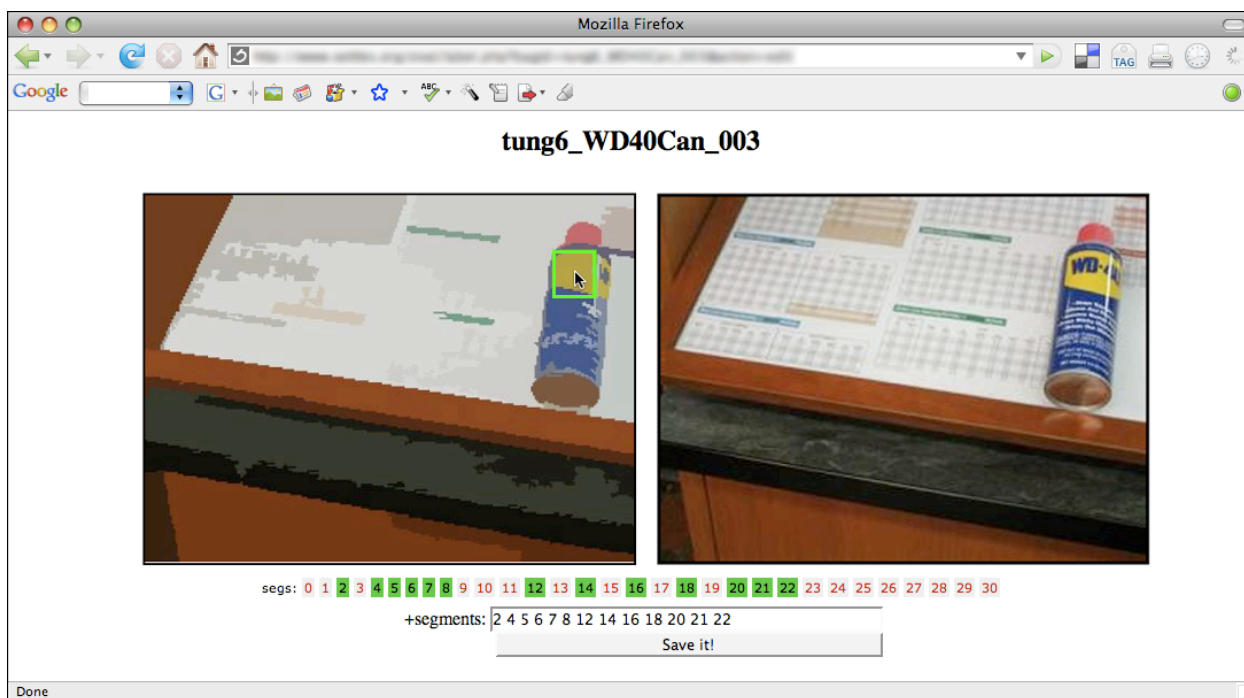 Mozilla Firefox
TAG
Google G ABC
tung6_WD40Can_003
WD-40
segs: 0 1 2 3 4 5 6 7 8 9 10 11 12 13 14 15 16 17 18 19 20 21 22 23 24 25 26 27 28 29 30
+segments: 2 4 5 6 7 8 12 14 16 18 20 21 22
Save it!
Done